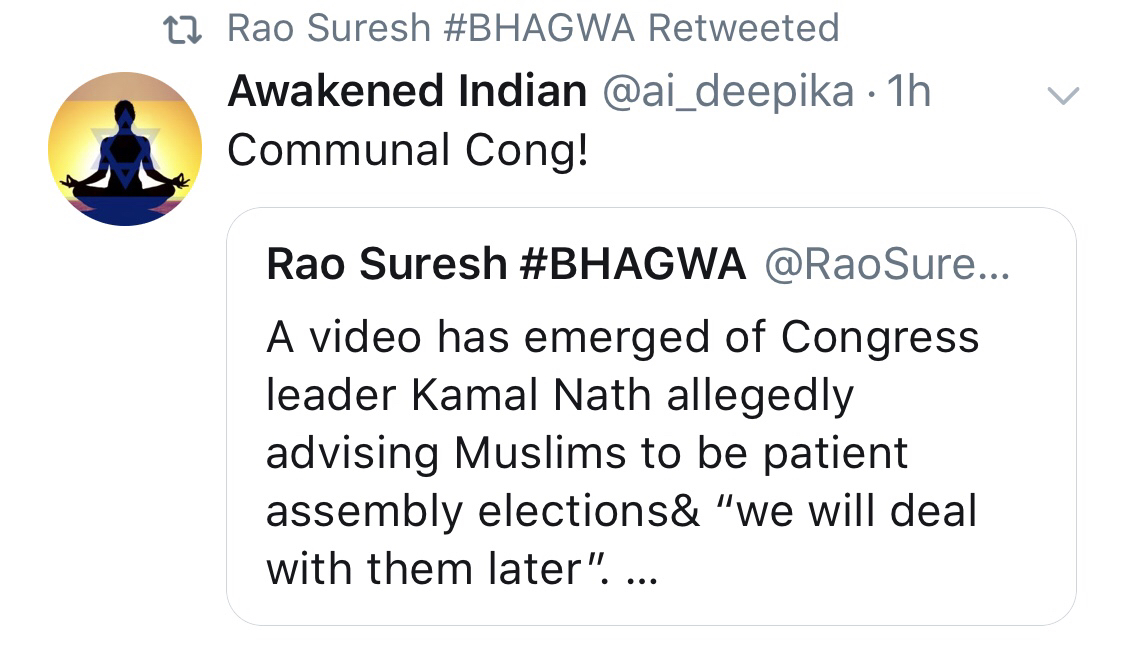 Rao Suresh #BHAGWA Retweeted
Awakened Indian @ai_deepika · 1h
Communal Cong!
Rao Suresh #BHAGWA @RaoSure...
A video has emerged of Congress
leader Kamal Nath allegedly
advising Muslims to be patient
assembly elections& “we will deal
with them later”. ...